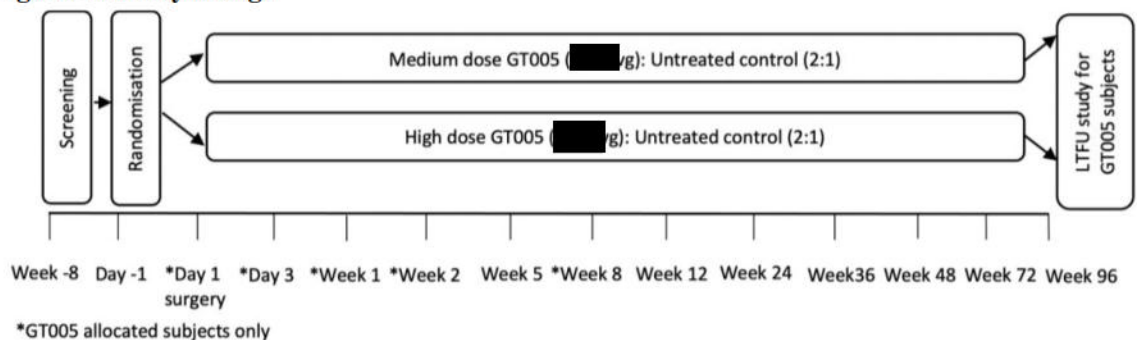 Screening
Randomisation
Medium dose GT005 ( vg): Untreated control (2:1)
High dose GT005 ( vg): Untreated control (2:1)
LTFU study for
GT005 subjects
Week -8 Day -1 *Day 1 *Day 3 *Week 1 *Week 2 Week 5 *Week 8 Week 12 Week 24 Week36 Week 48 Week 72 Week 96
surgery
*GT005 allocated subjects only